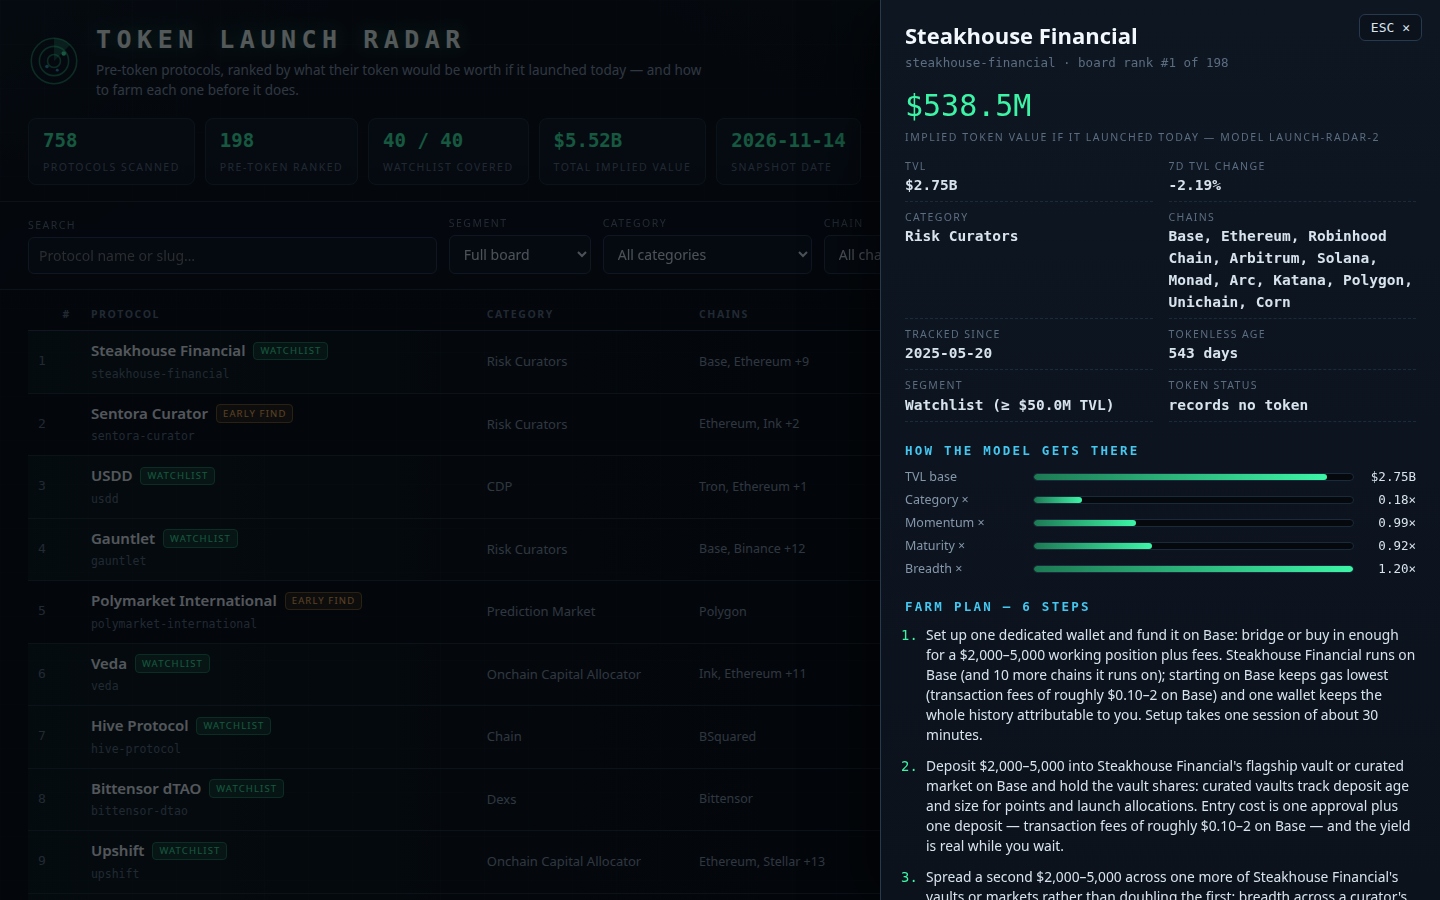 TOKEN LAUNCH RADAR
Pre-token protocols, ranked by what their token would be worth if it launched today — and how
to farm each one before it does.
758
PROTOCOLS SCANNED
198
PRE-TOKEN RANKED
40 / 40
WATCHLIST COVERED
$5.52B
TOTAL IMPLIED VALUE
2026-11-14
SNAPSHOT DATE
SEARCH
Protocol name or slug…
SEGMENT
Full board
CATEGORY
All categories
CHAIN
All cha
# PROTOCOL CATEGORY CHAINS
1 Steakhouse Financial WATCHLIST Risk Curators Base, Ethereum +9
steakhouse-financial
2 Sentora Curator EARLY FIND Risk Curators Ethereum, Ink +2
sentora-curator
3 USDD WATCHLIST CDP Tron, Ethereum +1
usdd
4 Gauntlet WATCHLIST Risk Curators Base, Binance +12
gauntlet
5 Polymarket International EARLY FIND Prediction Market Polygon
polymarket-international
6 Veda WATCHLIST Onchain Capital Allocator Ink, Ethereum +11
veda
7 Hive Protocol WATCHLIST Chain BSquared
hive-protocol
8 Bittensor dTAO WATCHLIST Dexs Bittensor
bittensor-dtao
9 Upshift WATCHLIST Onchain Capital Allocator Ethereum, Stellar +13
upshift
ESC ×
Steakhouse Financial
steakhouse-financial · board rank #1 of 198
$538.5M
IMPLIED TOKEN VALUE IF IT LAUNCHED TODAY — MODEL LAUNCH-RADAR-2
TVL
$2.75B
7D TVL CHANGE
-2.19%
CATEGORY
Risk Curators
CHAINS
Base, Ethereum, Robinhood
Chain, Arbitrum, Solana,
Monad, Arc, Katana, Polygon,
Unichain, Corn
TRACKED SINCE
2025-05-20
TOKENLESS AGE
543 days
SEGMENT
Watchlist (≥ $50.0M TVL)
TOKEN STATUS
records no token
HOW THE MODEL GETS THERE
TVL base $2.75B
Category × 0.18×
Momentum × 0.99×
Maturity × 0.92×
Breadth × 1.20×
FARM PLAN — 6 STEPS
1. Set up one dedicated wallet and fund it on Base: bridge or buy in enough
for a $2,000–5,000 working position plus fees. Steakhouse Financial runs on
Base (and 10 more chains it runs on); starting on Base keeps gas lowest
(transaction fees of roughly $0.10–2 on Base) and one wallet keeps the
whole history attributable to you. Setup takes one session of about 30
minutes.
2. Deposit $2,000–5,000 into Steakhouse Financial's flagship vault or curated
market on Base and hold the vault shares: curated vaults track deposit age
and size for points and launch allocations. Entry cost is one approval plus
one deposit — transaction fees of roughly $0.10–2 on Base — and the yield
is real while you wait.
3. Spread a second $2,000–5,000 across one more of Steakhouse Financial's
vaults or markets rather than doubling the first: breadth across a curator's